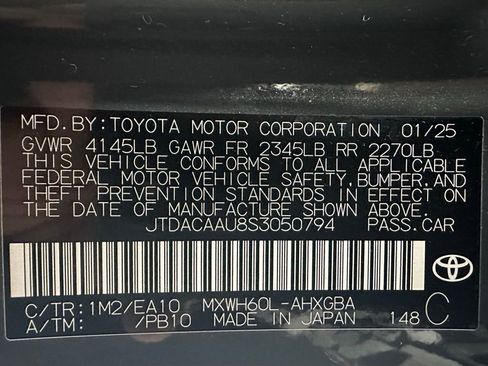 MFD.BY:TOYOTA MOTOR CORPORATION 01/25
GVWR 4145LB GAWR FR 2345LB RR 2270LB
THIS VEHICLE CONFORMS TO ALL APPLICABLE
FEDERAL MOTOR VEHICLE SAFETY, BUMPER, AND
THEFT PREVENTION STANDARDS IN EFFECT ON
THE DATE OF MANUFACTURE SHOWN ABOVE.
JTDACAAU8S3050794 PASS.CAR
C/TR:1M2/EA10 MXWH60L-AHXGBA C
A/TM: /PB10 MADE IN JAPAN 148